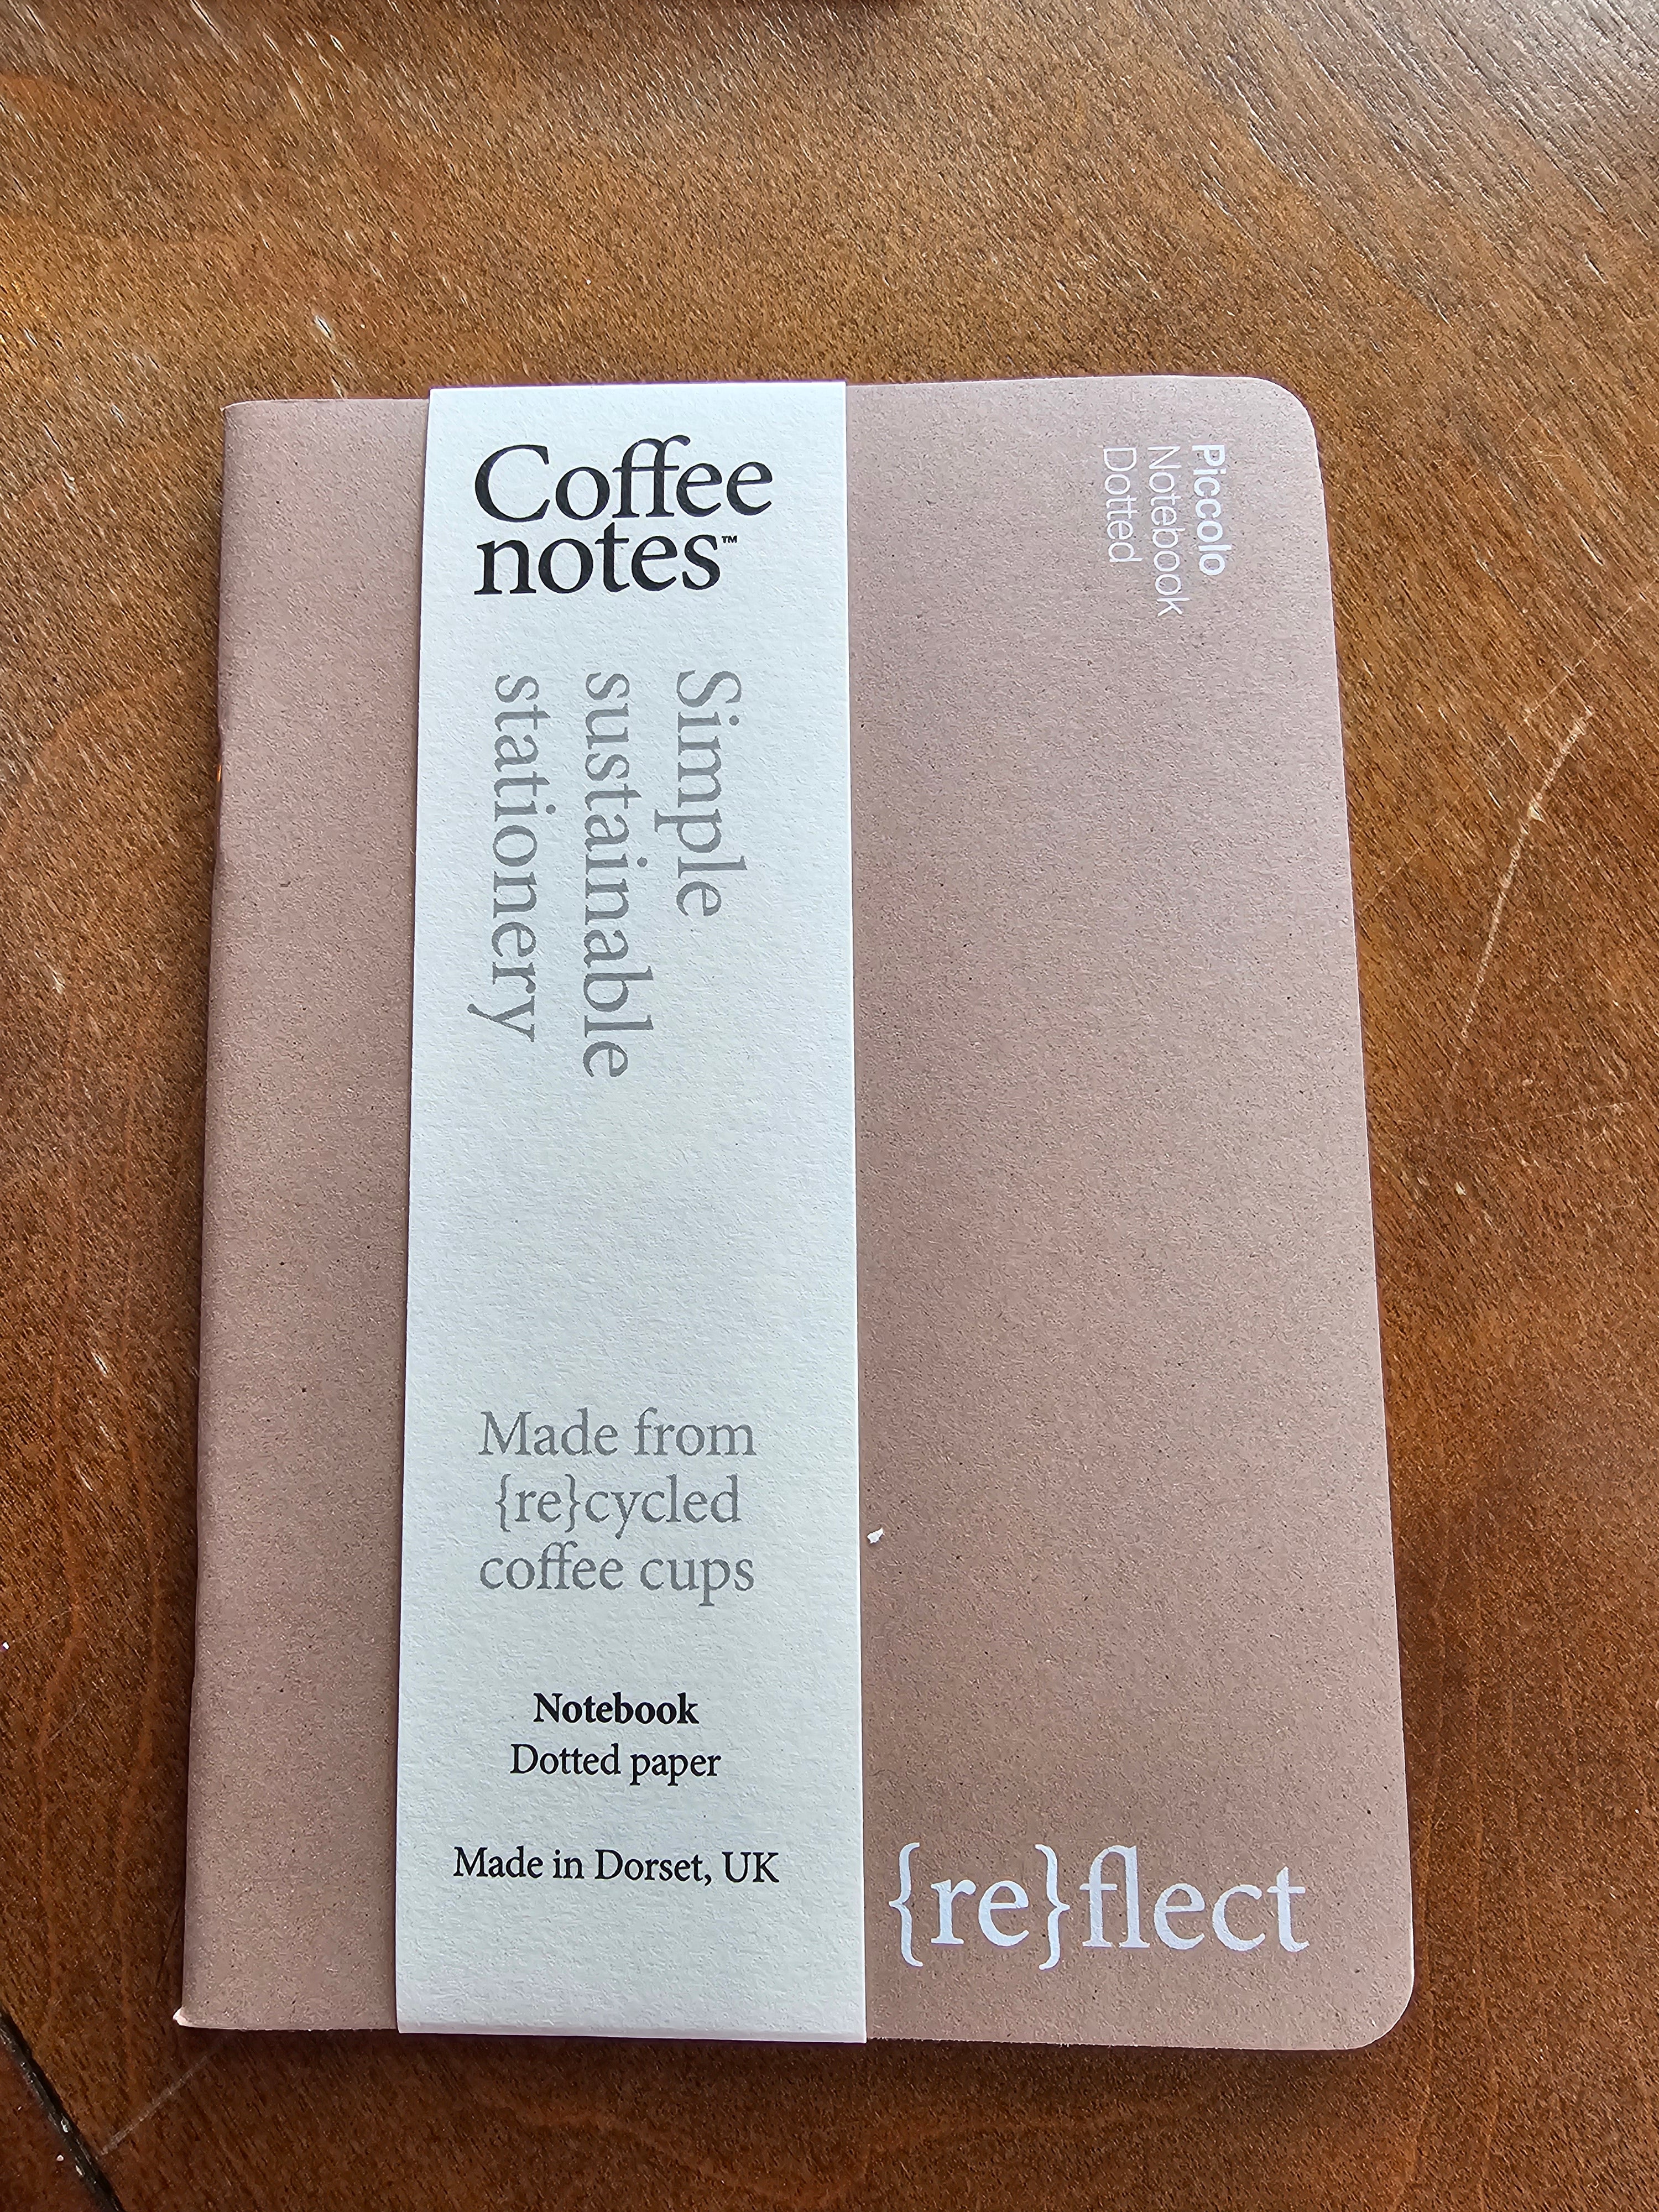 Coffee
notes™
Simple
sustainable
stationery
Made from
{re}cycled
coffee cups
Notebook
Dotted paper
Made in Dorset, UK
Piccolo
Notebook
Dotted
{re}flect